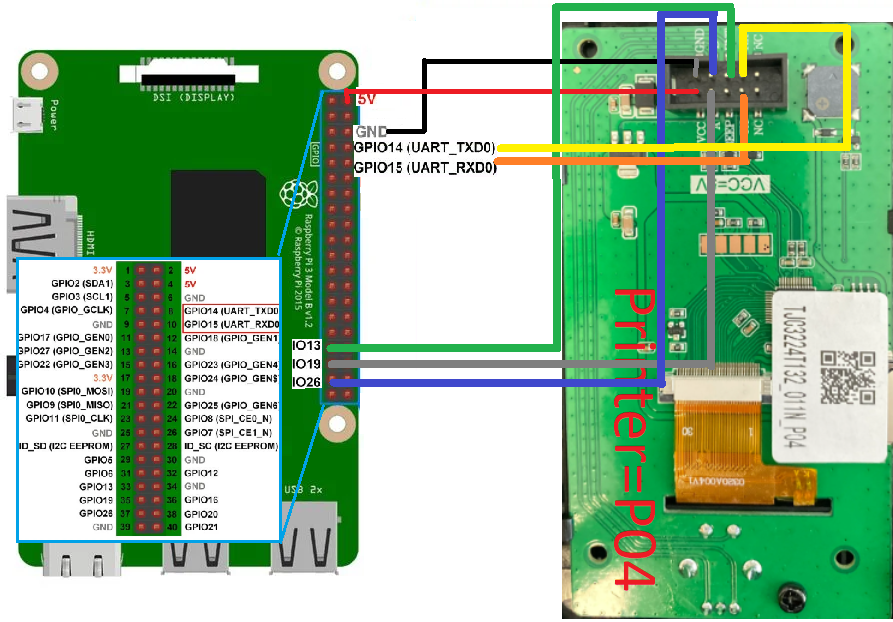 Power
DSI (DISPLAY)
HDMI
GPIO
Raspberry Pi 3 Model B v1.2
© Raspberry Pi 2015
USB 2x
5V
GND
GPIO14 (UART_TXD0)
GPIO15 (UART_RXD0)
IO13
IO19
IO26
3.3V 1 2 5V
GPIO2 (SDA1) 3 4 5V
GPIO3 (SCL1) 5 6 GND
GPIO4 (GPIO_GCLK) 7 8 GPIO14 (UART_TXD0
GND 9 10 GPIO15 (UART_RXD0
GPIO17 (GPIO_GEN0) 11 12 GPIO18 (GPIO_GEN1)
GPIO27 (GPIO_GEN2) 13 14 GND
GPIO22 (GPIO_GEN3) 15 16 GPIO23 (GPIO_GEN4)
3.3V 17 18 GPIO24 (GPIO_GEN5)
GPIO10 (SPI0_MOSI) 19 20 GND
GPIO9 (SPI0_MISO) 21 22 GPIO25 (GPIO_GEN6)
GPIO11 (SPI0_CLK) 23 24 GPIO8 (SPI_CE0_N)
GND 25 26 GPIO7 (SPI_CE1_N)
ID_SD (I2C EEPROM) 27 28 ID_SC (I2C EEPROM)
GPIO5 29 30 GND
GPIO6 31 32 GPIO12
GPIO13 33 34 GND
GPIO19 35 36 GPIO16
GPIO26 37 38 GPIO20
GND 39 40 GPIO21
GND
NC
VCC
A
EEP
NC
VCC=
V
TJC3224T132_011N_P04
30
1
0320A004V1
Printer=P04